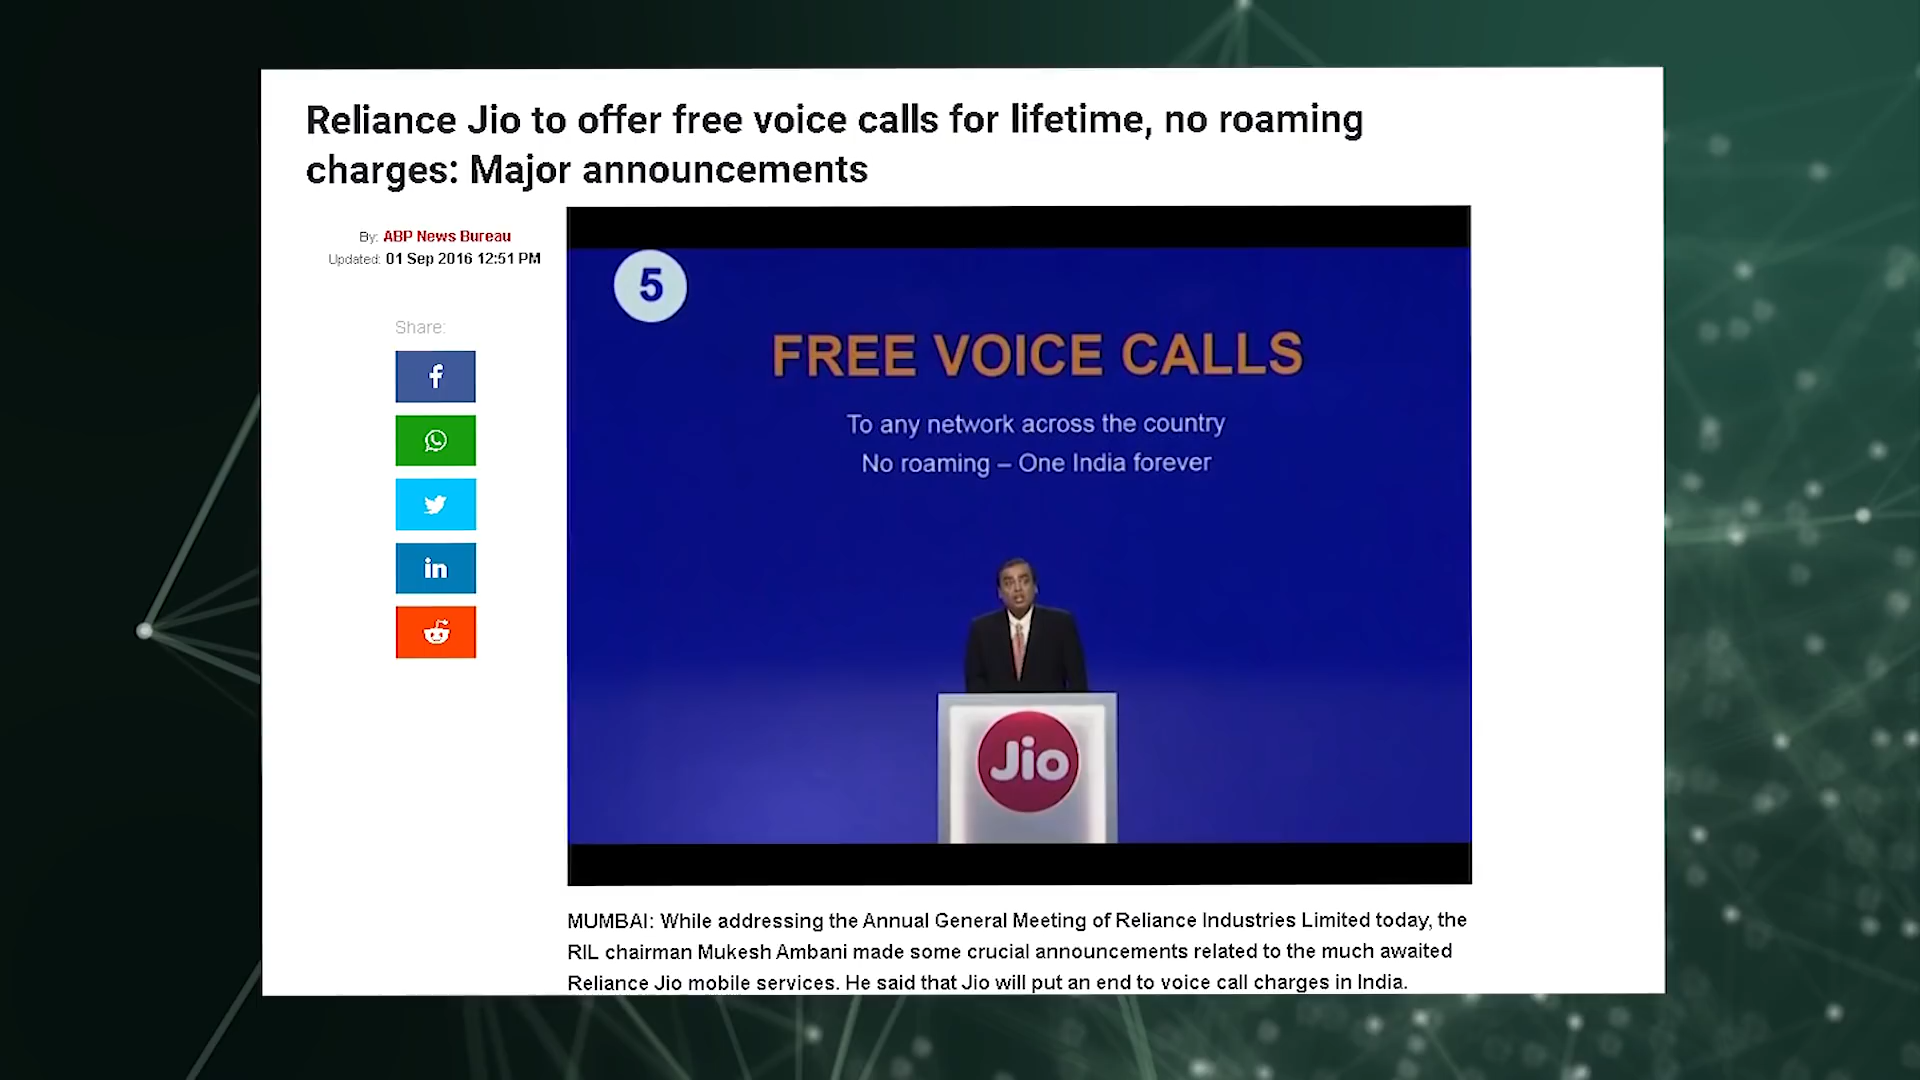 Reliance Jio to offer free voice calls for lifetime, no roaming
charges: Major announcements
By: ABP News Bureau
Updated: 01 Sep 2016 12:51 PM
Share:
f
in
5
FREE VOICE CALLS
To any network across the country
No roaming – One India forever
Jio
MUMBAI: While addressing the Annual General Meeting of Reliance Industries Limited today, the
RIL chairman Mukesh Ambani made some crucial announcements related to the much awaited
Reliance Jio mobile services. He said that Jio will put an end to voice call charges in India.